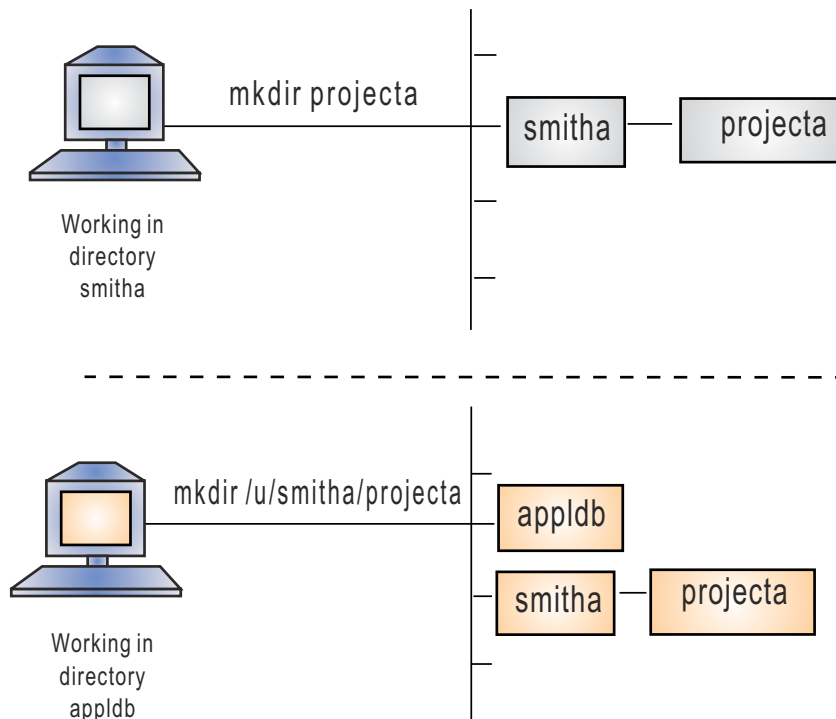 mkdir projecta
smitha
projecta
Working in
directory
smitha
mkdir /u/smitha/projecta
appldb
smitha
projecta
Working in
directory
appldb